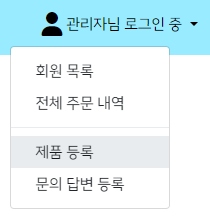 관리자님 로그인 중
회원 목록
전체 주문 내역
제품 등록
문의 답변 등록